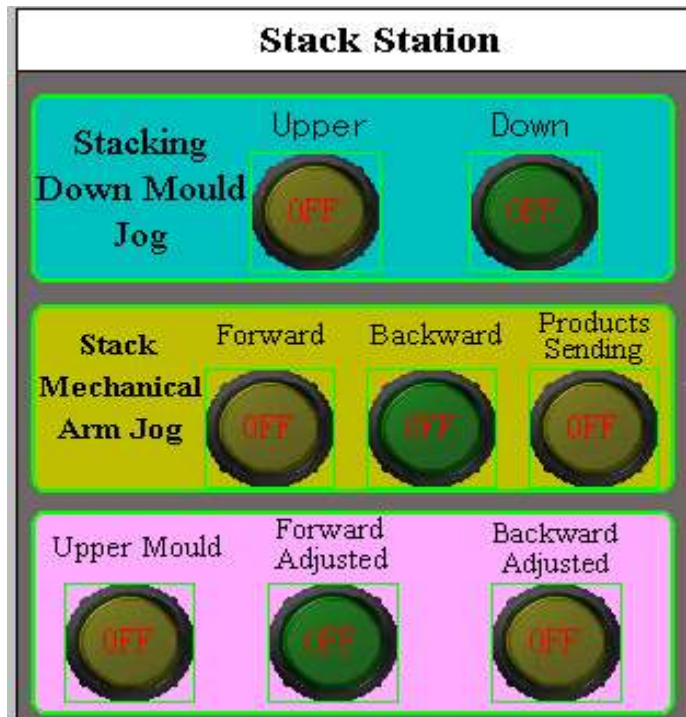 Stack Station
Stacking
Down Mould
Jog
Upper
Down
OFF
OFF
Stack
Mechanical
Arm Jog
Forward
Backward
Products
Sending
OFF
OFF
OFF
Upper Mould
Forward
Adjusted
Backward
Adjusted
OFF
OFF
OFF